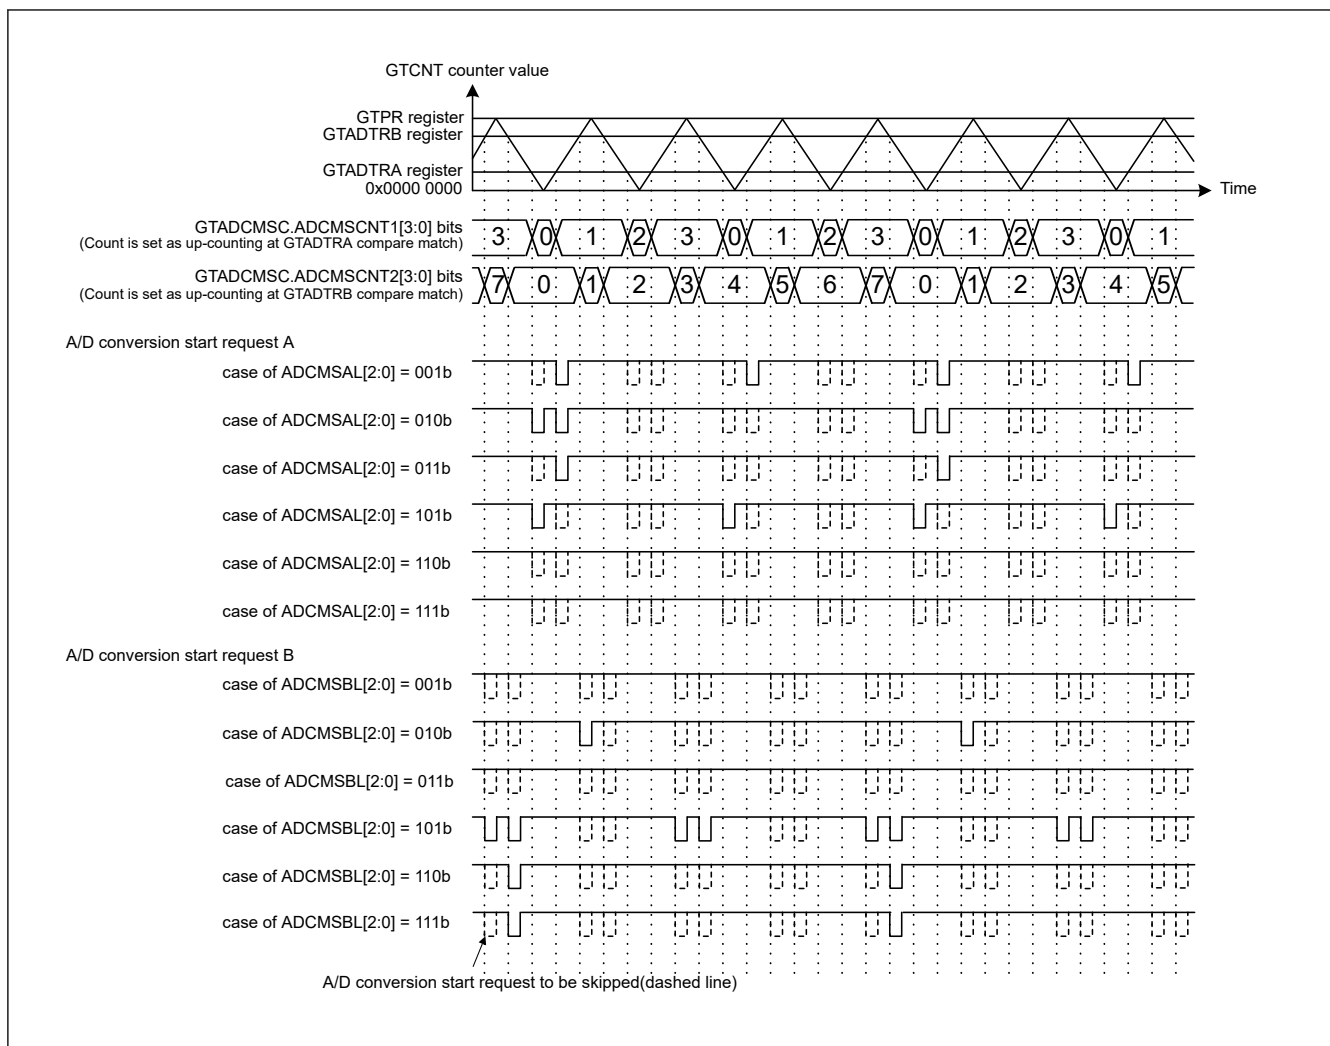 GTCNT counter value
GTPR register
GTADTRB register
GTADTRA register
0x0000 0000
Time
GTADCMSC.ADCMSCNT1[3:0] bits
(Count is set as up-counting at GTADTRA compare match)
3 0 1 2 3 0 1 2 3 0 1 2 3 0 1
GTADCMSC.ADCMSCNT2[3:0] bits
(Count is set as up-counting at GTADTRB compare match)
7 0 1 2 3 4 5 6 7 0 1 2 3 4 5
A/D conversion start request A
case of ADCMSAL[2:0] = 001b
case of ADCMSAL[2:0] = 010b
case of ADCMSAL[2:0] = 011b
case of ADCMSAL[2:0] = 101b
case of ADCMSAL[2:0] = 110b
case of ADCMSAL[2:0] = 111b
A/D conversion start request B
case of ADCMSBL[2:0] = 001b
case of ADCMSBL[2:0] = 010b
case of ADCMSBL[2:0] = 011b
case of ADCMSBL[2:0] = 101b
case of ADCMSBL[2:0] = 110b
case of ADCMSBL[2:0] = 111b
A/D conversion start request to be skipped(dashed line)